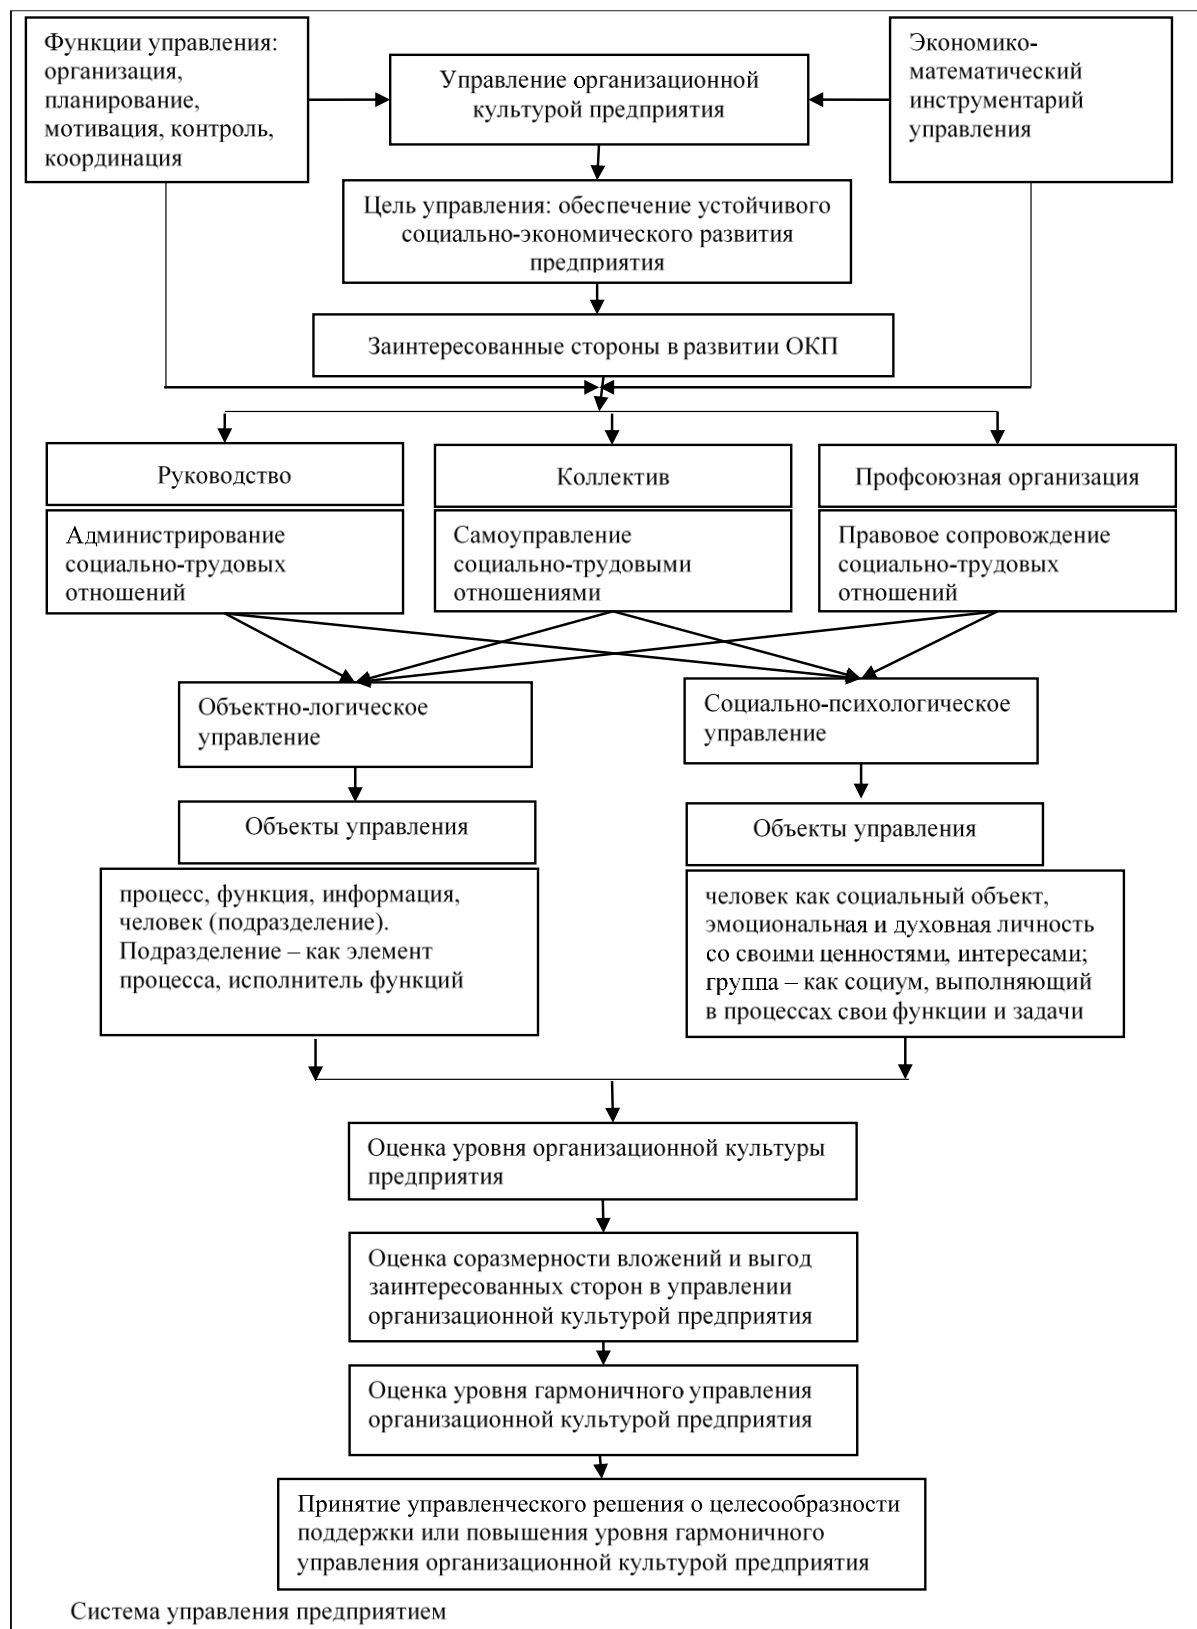 Функции управления:
организация,
планирование,
мотивация, контроль,
координация
Управление организационной
культурой предприятия
Экономико-
математический
инструментарий
управления
Цель управления: обеспечение устойчивого
социально-экономического развития
предприятия
Заинтересованные стороны в развитии ОКП
Руководство
Коллектив
Профсоюзная организация
Администрирование
социально-трудовых
отношений
Самоуправление
социально-трудовыми
отношениями
Правовое сопровождение
социально-трудовых
отношений
Объектно-логическое
управление
Социально-психологическое
управление
Объекты управления
Объекты управления
процесс, функция, информация,
человек (подразделение).
Подразделение – как элемент
процесса, исполнитель функций
человек как социальный объект,
эмоциональная и духовная личность
со своими ценностями, интересами;
группа – как социум, выполняющий
в процессах свои функции и задачи
Оценка уровня организационной культуры
предприятия
Оценка соразмерности вложений и выгод
заинтересованных сторон в управлении
организационной культурой предприятия
Оценка уровня гармоничного управления
организационной культурой предприятия
Принятие управленческого решения о целесообразности
поддержки или повышения уровня гармоничного
управления организационной культурой предприятия
Система управления предприятием